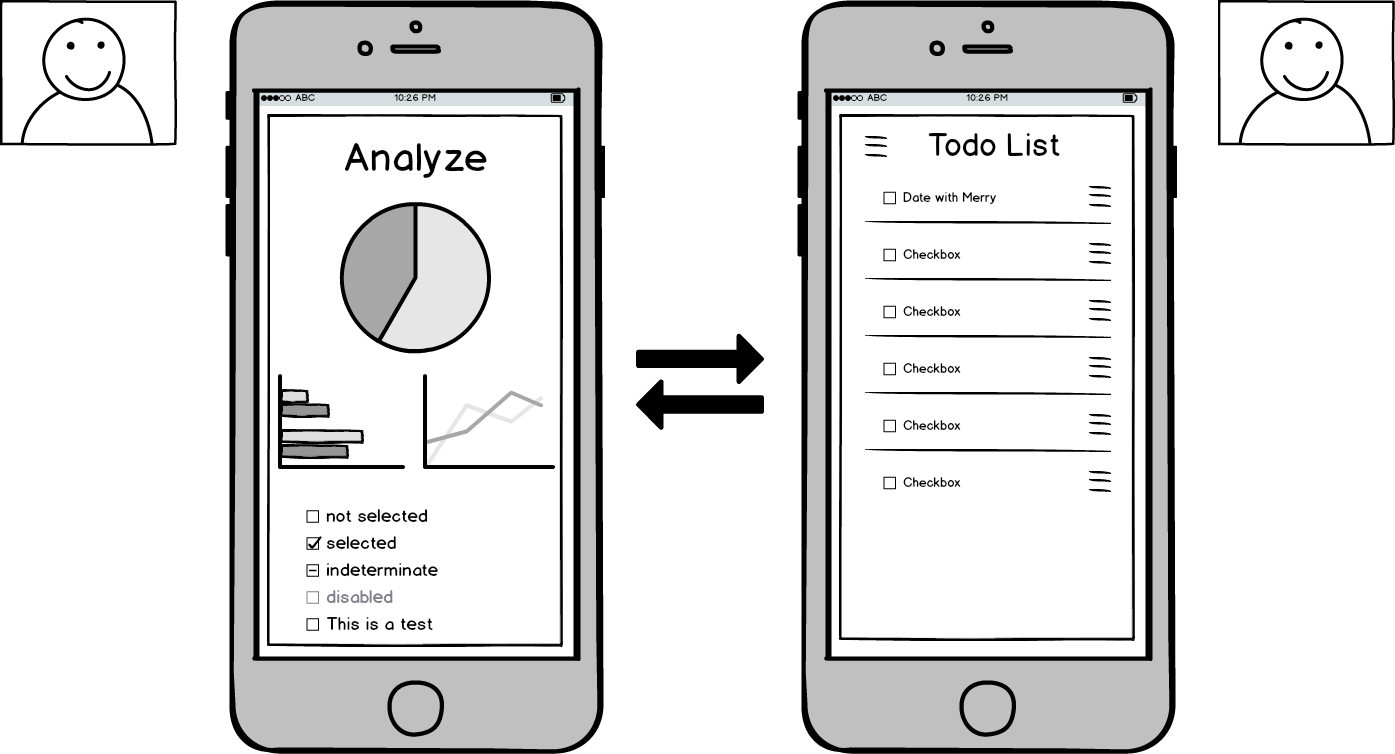 ABC 10:26 PM
Analyze
not selected
selected
indeterminate
disabled
This is a test
ABC 10:26 PM
Todo List
Date with Merry
Checkbox
Checkbox
Checkbox
Checkbox
Checkbox